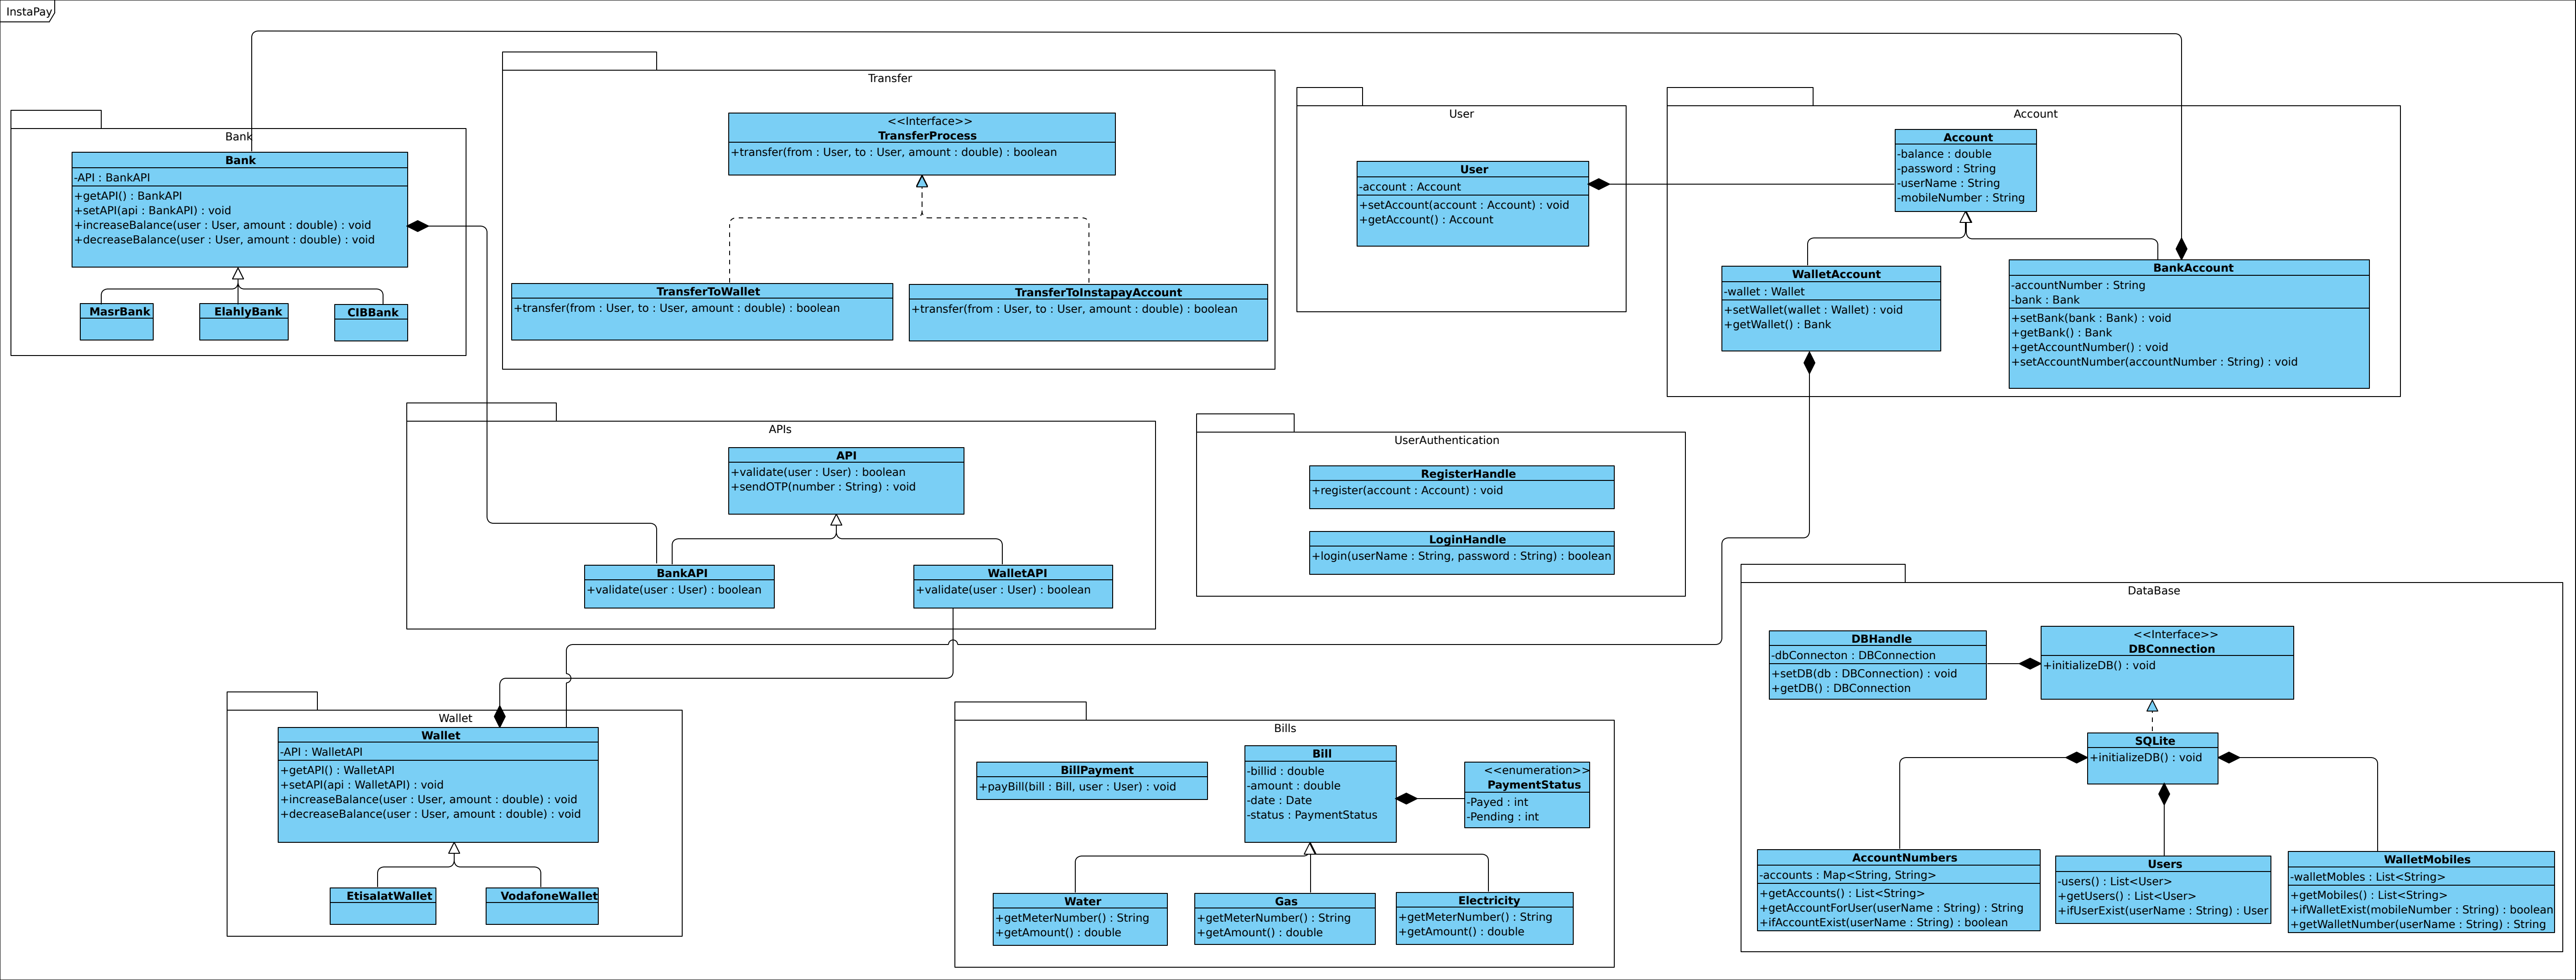 InstaPay
Bank
Bank
-API : BankAPI
+getAPI() : BankAPI
+setAPI(api : BankAPI) : void
+increaseBalance(user : User, amount : double) : void
+decreaseBalance(user : User, amount : double) : void
MasrBank
ElahlyBank
CIBBank
Transfer
<<Interface>>
TransferProcess
+transfer(from : User, to : User, amount : double) : boolean
TransferToWallet
+transfer(from : User, to : User, amount : double) : boolean
TransferToInstapayAccount
+transfer(from : User, to : User, amount : double) : boolean
User
User
-account : Account
+setAccount(account : Account) : void
+getAccount() : Account
Account
Account
-balance : double
-password : String
-userName : String
-mobileNumber : String
WalletAccount
-wallet : Wallet
+setWallet(wallet : Wallet) : void
+getWallet() : Bank
BankAccount
-accountNumber : String
-bank : Bank
+setBank(bank : Bank) : void
+getBank() : Bank
+getAccountNumber() : void
+setAccountNumber(accountNumber : String) : void
APIs
API
+validate(user : User) : boolean
+sendOTP(number : String) : void
BankAPI
+validate(user : User) : boolean
WalletAPI
+validate(user : User) : boolean
UserAuthentication
RegisterHandle
+register(account : Account) : void
LoginHandle
+login(userName : String, password : String) : boolean
Wallet
Wallet
-API : WalletAPI
+getAPI() : WalletAPI
+setAPI(api : WalletAPI) : void
+increaseBalance(user : User, amount : double) : void
+decreaseBalance(user : User, amount : double) : void
EtisalatWallet
VodafoneWallet
Bills
BillPayment
+payBill(bill : Bill, user : User) : void
Bill
-billid : double
-amount : double
-date : Date
-status : PaymentStatus
<<enumeration>>
PaymentStatus
-Payed : int
-Pending : int
Water
+getMeterNumber() : String
+getAmount() : double
Gas
+getMeterNumber() : String
+getAmount() : double
Electricity
+getMeterNumber() : String
+getAmount() : double
DataBase
DBHandle
-dbConnecton : DBConnection
+setDB(db : DBConnection) : void
+getDB() : DBConnection
<<Interface>>
DBConnection
+initializeDB() : void
SQLite
+initializeDB() : void
AccountNumbers
-accounts : Map<String, String>
+getAccounts() : List<String>
+getAccountForUser(userName : String) : String
+ifAccountExist(userName : String) : boolean
Users
-users() : List<User>
+getUsers() : List<User>
+ifUserExist(userName : String) : User
WalletMobiles
-walletMobles : List<String>
+getMobiles() : List<String>
+ifWalletExist(mobileNumber : String) : boolean
+getWalletNumber(userName : String) : String